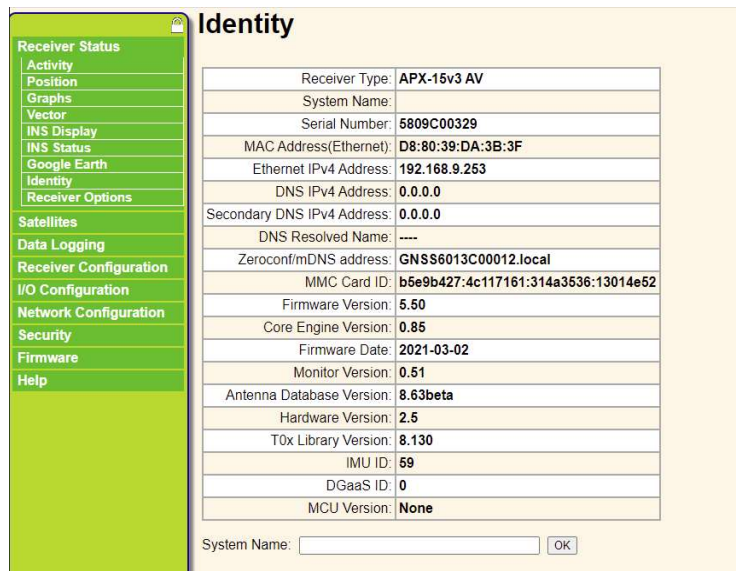 Receiver Status
Activity
Position
Graphs
Vector
INS Display
INS Status
Google Earth
Identity
Receiver Options
Satellites
Data Logging
Receiver Configuration
I/O Configuration
Network Configuration
Security
Firmware
Help
Identity
Receiver Type: APX-15v3 AV
System Name:
Serial Number: 5809C00329
MAC Address(Ethernet): D8:80:39:DA:3B:3F
Ethernet IPv4 Address: 192.168.9.253
DNS IPv4 Address: 0.0.0.0
Secondary DNS IPv4 Address: 0.0.0.0
DNS Resolved Name: ----
Zeroconf/mDNS address: GNSS6013C00012.local
MMC Card ID: b5e9b427:4c117161:314a3536:13014e52
Firmware Version: 5.50
Core Engine Version: 0.85
Firmware Date: 2021-03-02
Monitor Version: 0.51
Antenna Database Version: 8.63beta
Hardware Version: 2.5
T0x Library Version: 8.130
IMU ID: 59
DGaaS ID: 0
MCU Version: None
System Name: OK